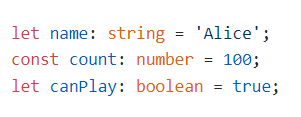 let name: string = 'Alice';
const count: number = 100;
let canPlay: boolean = true;